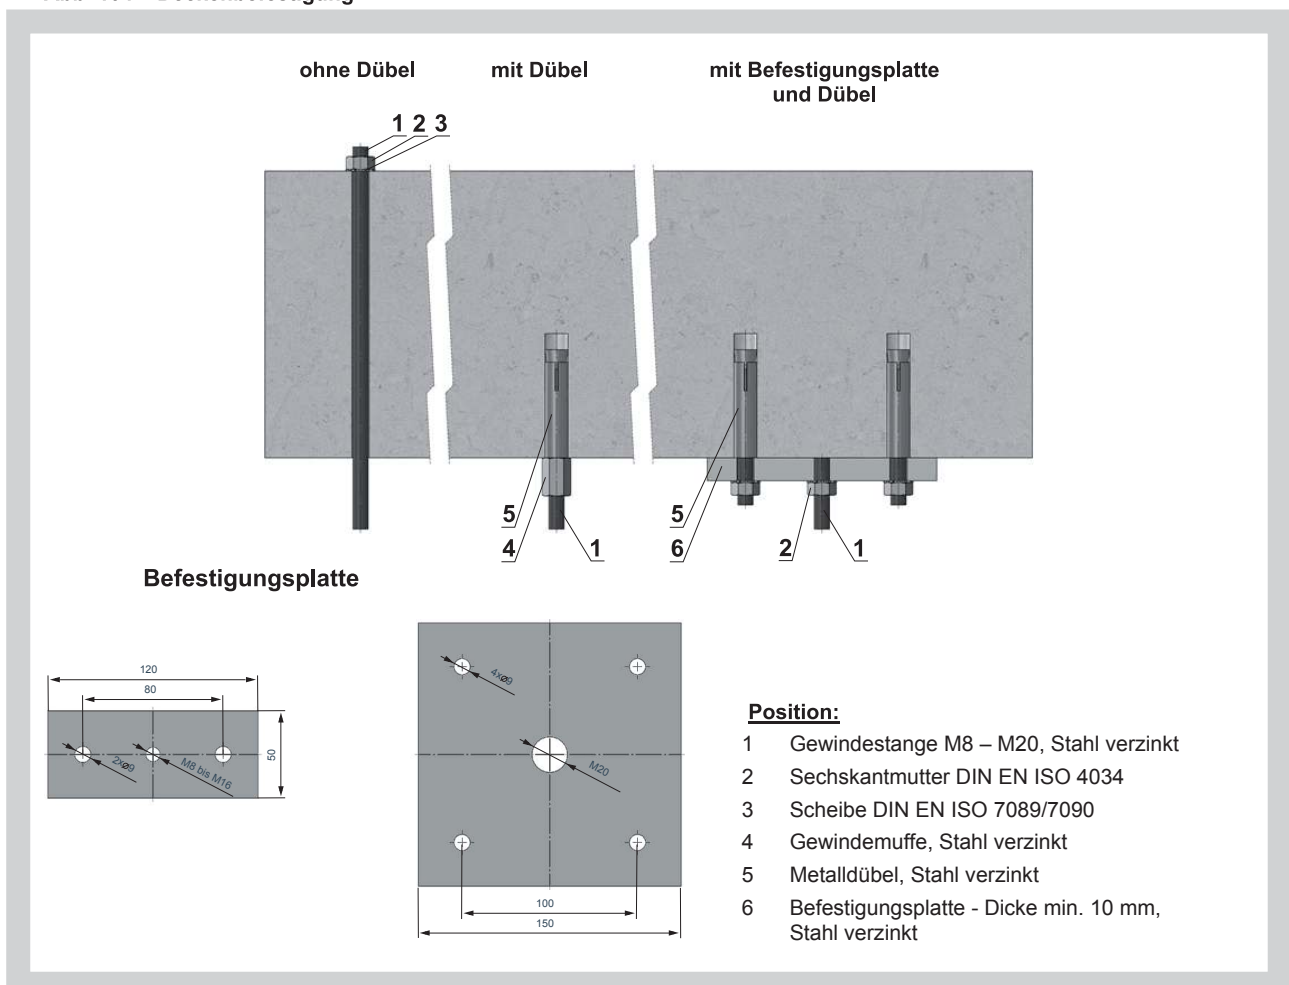 ohne Dübel
mit Dübel
mit Befestigungsplatte
und Dübel
1 2 3
5
4
1
5
6
2
1
Befestigungsplatte
120
80
50
2xø9
M8 bis M16
4xø9
M20
100
150
Position:
1 Gewindestange M8 – M20, Stahl verzinkt
2 Sechskantmutter DIN EN ISO 4034
3 Scheibe DIN EN ISO 7089/7090
4 Gewindemuffe, Stahl verzinkt
5 Metalldübel, Stahl verzinkt
6 Befestigungsplatte - Dicke min. 10 mm,
Stahl verzinkt